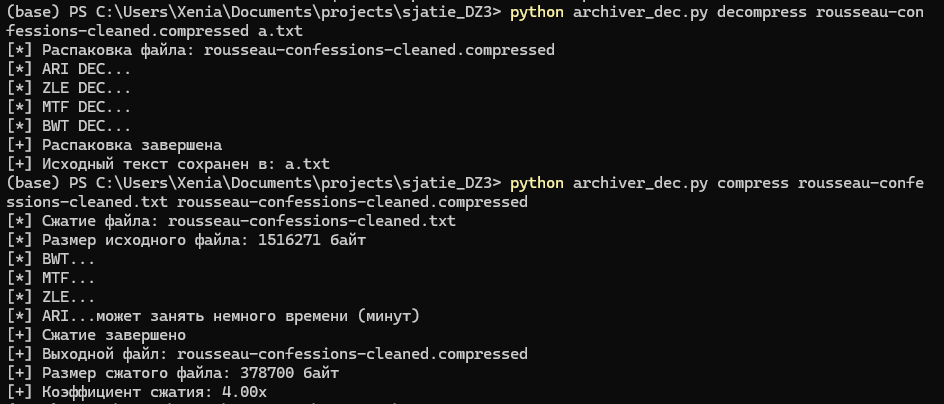 (base) PS C:\Users\Xenia\Documents\projects\sjatie_DZ3> python archiver_dec.py decompress rousseau-con
fessions-cleaned.compressed a.txt
[*] Распаковка файла: rousseau-confessions-cleaned.compressed
[*] ARI DEC...
[*] ZLE DEC...
[*] MTF DEC...
[*] BWT DEC...
[+] Распаковка завершена
[+] Исходный текст сохранен в: a.txt
(base) PS C:\Users\Xenia\Documents\projects\sjatie_DZ3> python archiver_dec.py compress rousseau-confe
ssions-cleaned.txt rousseau-confessions-cleaned.compressed
[*] Сжатие файла: rousseau-confessions-cleaned.txt
[*] Размер исходного файла: 1516271 байт
[*] BWT...
[*] MTF...
[*] ZLE...
[*] ARI...может занять немного времени (минут)
[+] Сжатие завершено
[+] Выходной файл: rousseau-confessions-cleaned.compressed
[+] Размер сжатого файла: 378700 байт
[+] Коэффициент сжатия: 4.00x